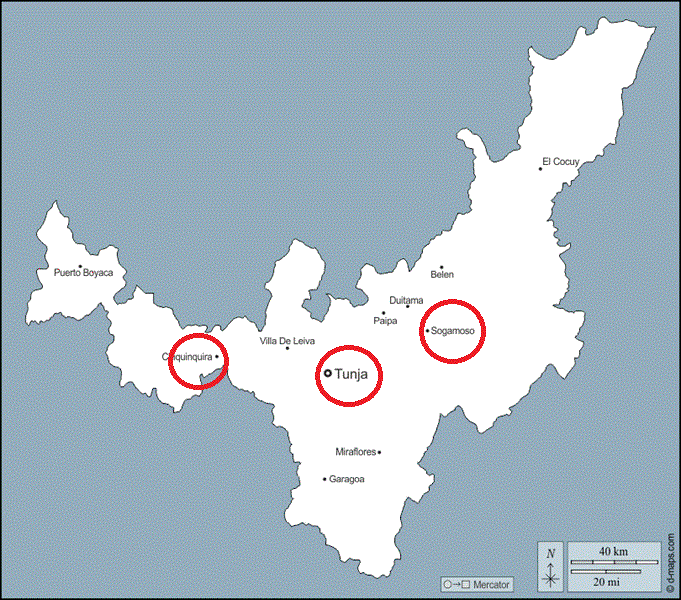 El Cocuy
Puerto Boyaca
Belen
Duitama
Paipa
Sogamoso
Villa De Leiva
Chiquinquira
Tunja
Miraflores
Garagoa
N
40 km
20 mi
Mercator
© d-maps.com